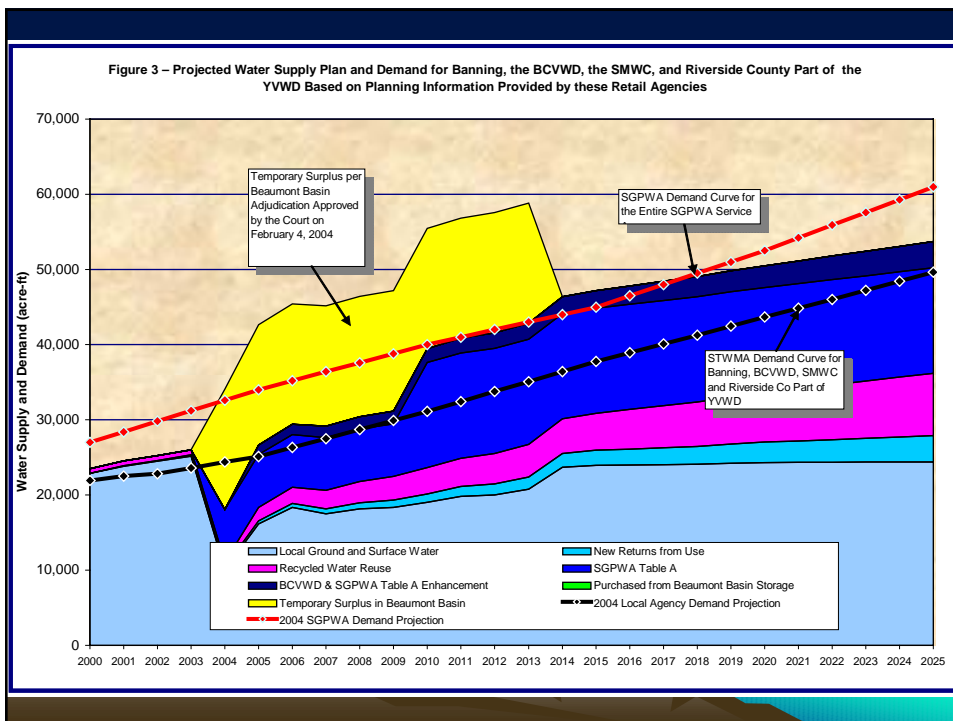 Figure 3 – Projected Water Supply Plan and Demand for Banning, the BCVWD, the SMWC, and Riverside County Part of the
YVWD Based on Planning Information Provided by these Retail Agencies
Water Supply and Demand (acre-ft)
70,000
60,000
50,000
40,000
30,000
20,000
10,000
0
Temporary Surplus per
Beaumont Basin
Adjudication Approved
by the Court on
February 4, 2004
SGPWA Demand Curve for
the Entire SGPWA Service
STWMA Demand Curve for
Banning, BCVWD, SMWC
and Riverside Co Part of
YVWD
Local Ground and Surface Water
New Returns from Use
Recycled Water Reuse
SGPWA Table A
BCVWD & SGPWA Table A Enhancement
Purchased from Beaumont Basin Storage
Temporary Surplus in Beaumont Basin
2004 Local Agency Demand Projection
2004 SGPWA Demand Projection
2000 2001 2002 2003 2004 2005 2006 2007 2008 2009 2010 2011 2012 2013 2014 2015 2016 2017 2018 2019 2020 2021 2022 2023 2024 2025